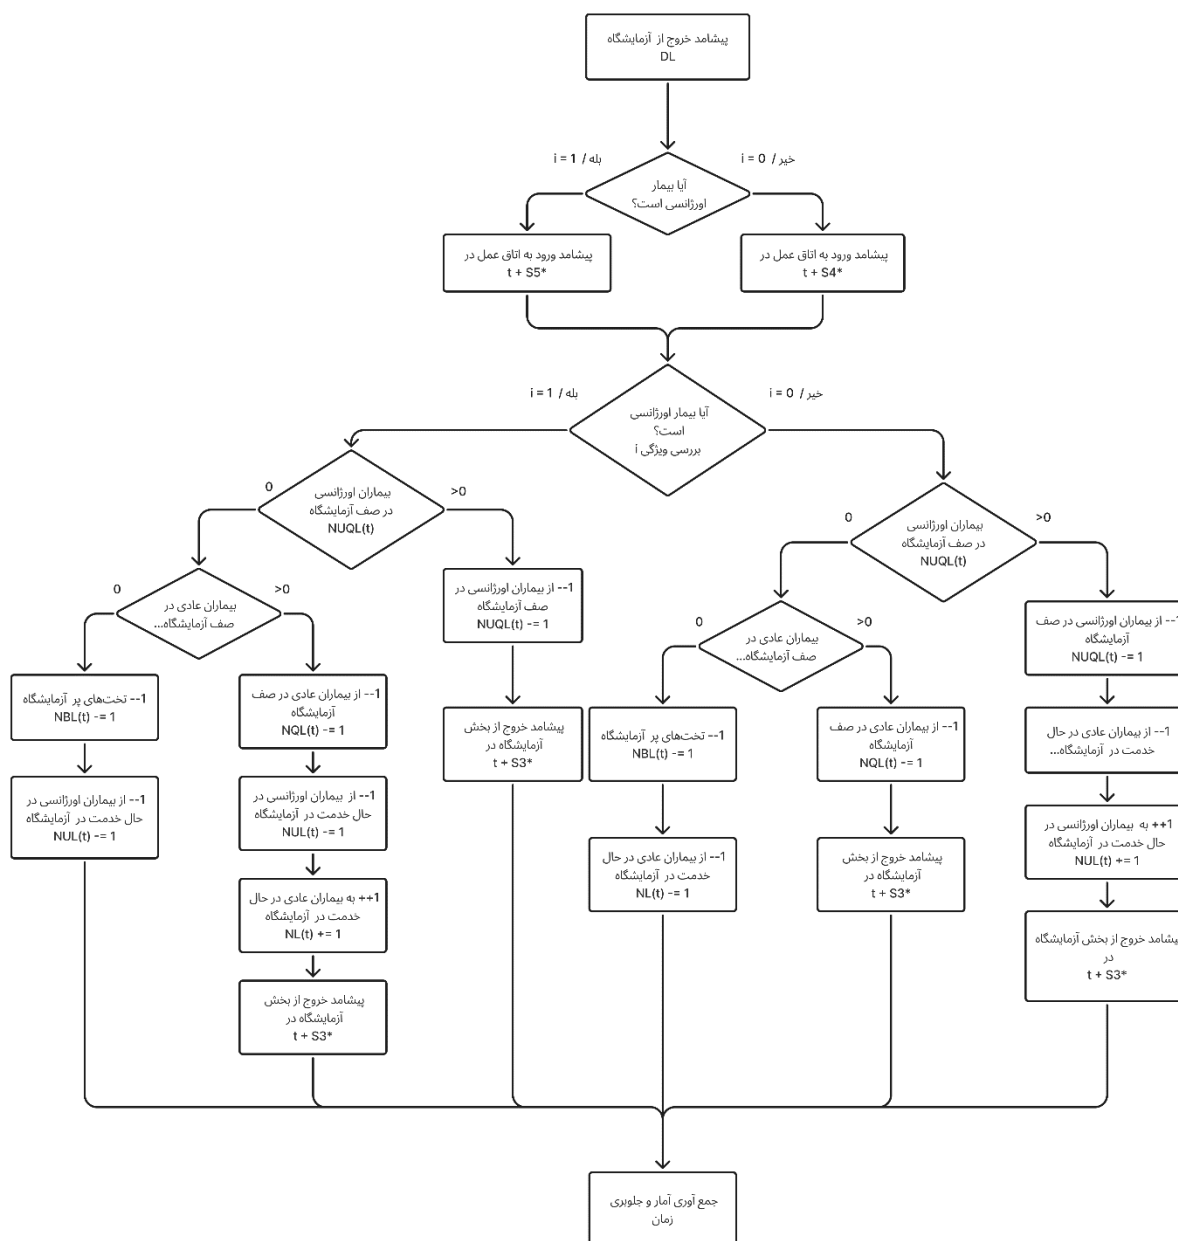 پیشامد خروج از آزمایشگاه
DL
i = 1 / بله
i = 0 / خیر
آیا بیمار
اورژانسی است؟
پیشامد ورود به اتاق عمل در
t + S5*
پیشامد ورود به اتاق عمل در
t + S4*
i = 1 / بله
i = 0 / خیر
آیا بیمار اورژانسی
است؟
بررسی ویژگی i
0
بیماران اورژانسی
در صف آزمایشگاه
NUQL(t)
>0
0
بیماران اورژانسی
در صف آزمایشگاه
NUQL(t)
>0
0
بیماران عادی در
صف آزمایشگاه...
>0
1-- از بیماران اورژانسی در
صف آزمایشگاه
NUQL(t) -= 1
0
بیماران عادی در
صف آزمایشگاه...
>0
1-- از بیماران اورژانسی در صف
آزمایشگاه
NUQL(t) -= 1
1-- تخت‌های پر آزمایشگاه
NBL(t) -= 1
1-- از بیماران عادی در صف
آزمایشگاه
NQL(t) -= 1
پیشامد خروج از بخش
آزمایشگاه در
t + S3*
1-- تخت‌های پر آزمایشگاه
NBL(t) -= 1
1-- از بیماران عادی در صف
آزمایشگاه
NQL(t) -= 1
1-- از بیماران عادی در حال
خدمت در آزمایشگاه...
1-- از بیماران اورژانسی در
حال خدمت در آزمایشگاه
NUL(t) -= 1
1-- از بیماران اورژانسی در
حال خدمت در آزمایشگاه
NUL(t) -= 1
1-- از بیماران عادی در حال
خدمت در آزمایشگاه
NL(t) -= 1
پیشامد خروج از بخش
آزمایشگاه در
t + S3*
1++ به بیماران اورژانسی در
حال خدمت در آزمایشگاه
NUL(t) += 1
1++ به بیماران عادی در حال
خدمت در آزمایشگاه
NL(t) += 1
پیشامد خروج از بخش آزمایشگاه
در
t + S3*
پیشامد خروج از بخش
آزمایشگاه در
t + S3*
جمع آوری آمار و جلوبری
زمان